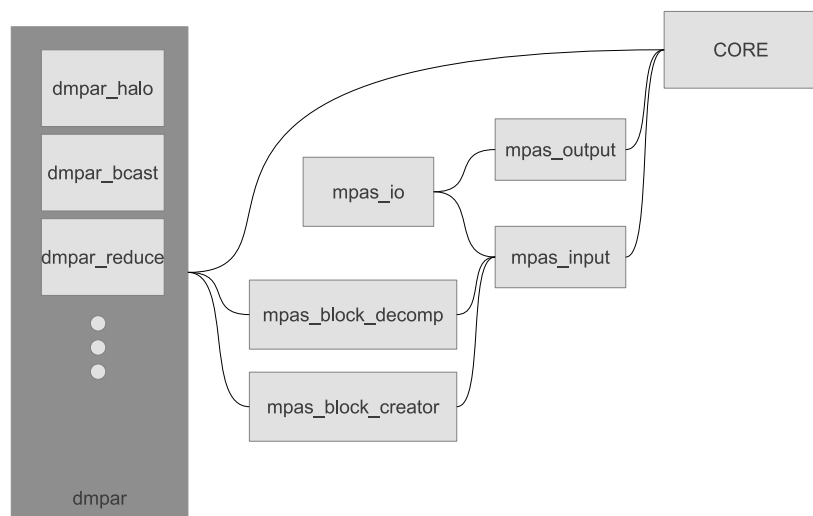 CORE
dmpar_halo
mpas_output
dmpar_bcast
mpas_io
dmpar_reduce
mpas_input
mpas_block_decomp
mpas_block_creator
dmpar